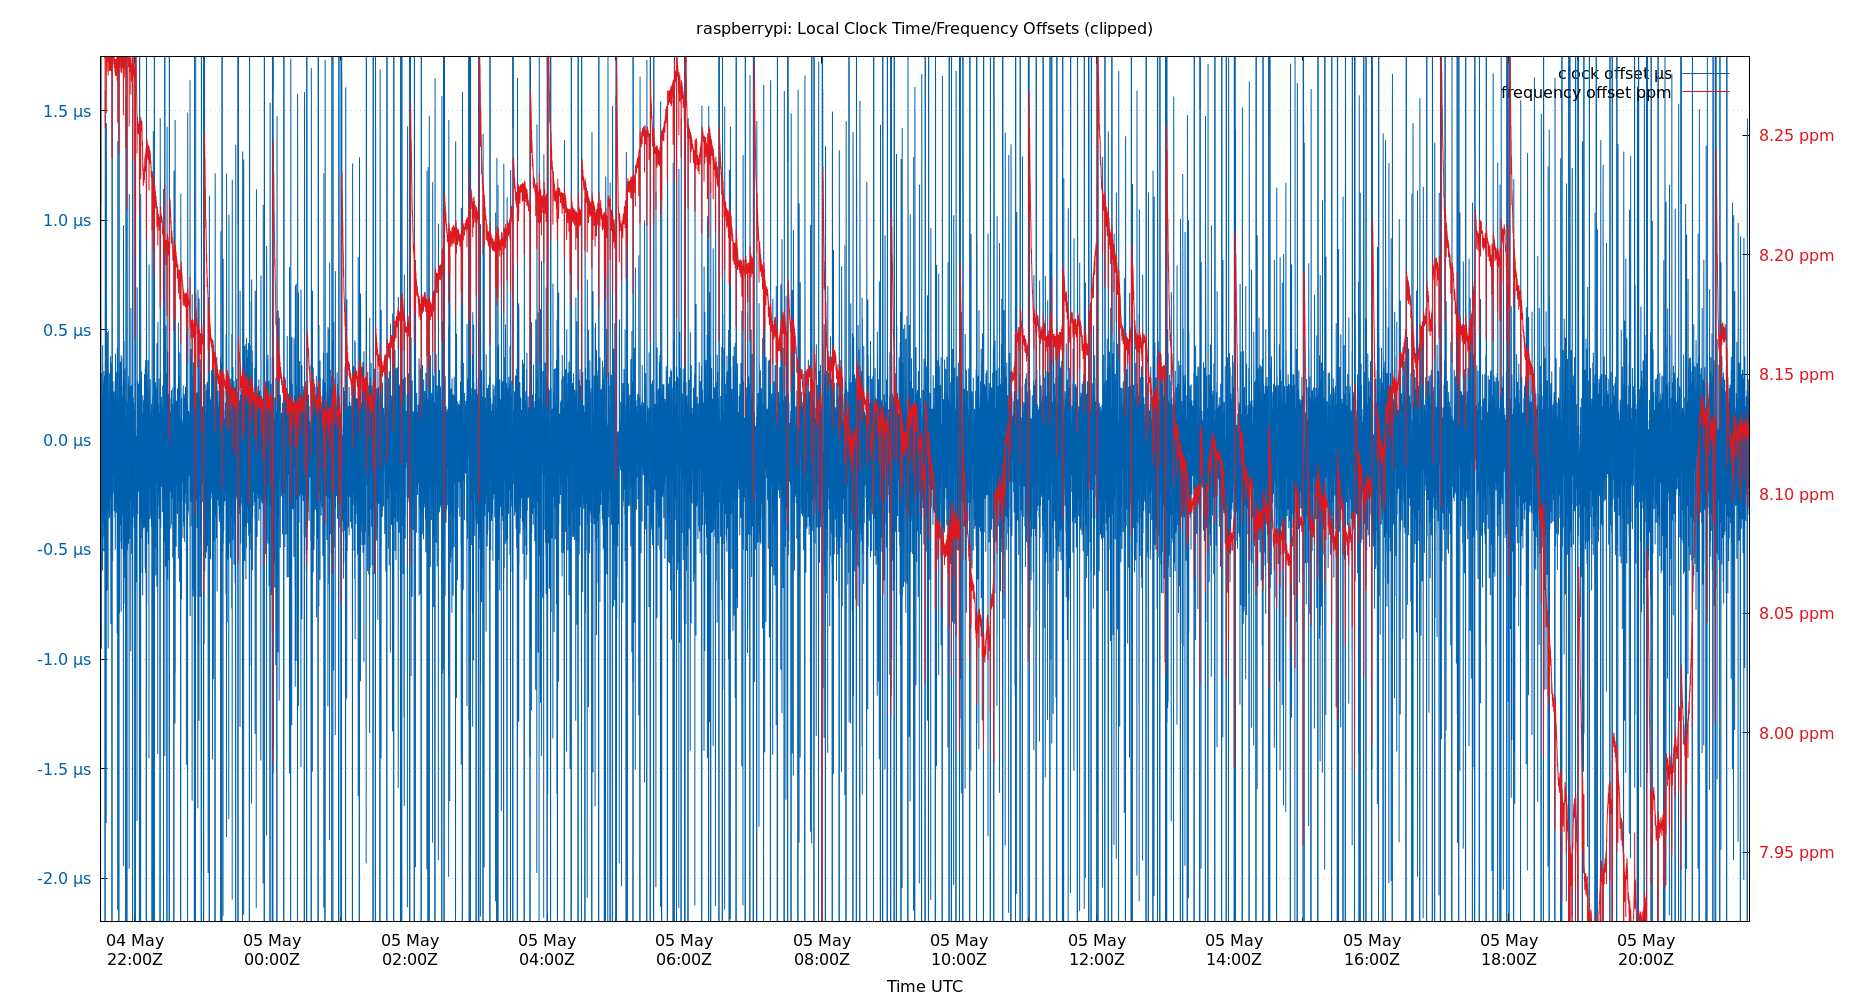 raspberrypi: Local Clock Time/Frequency Offsets (clipped)
clock offset µs
frequency offset ppm
1.5 µs
1.0 µs
0.5 µs
0.0 µs
-0.5 µs
-1.0 µs
-1.5 µs
-2.0 µs
8.25 ppm
8.20 ppm
8.15 ppm
8.10 ppm
8.05 ppm
8.00 ppm
7.95 ppm
04 May 05 May 05 May 05 May 05 May 05 May 05 May 05 May 05 May 05 May 05 May 05 May
22:00Z 00:00Z 02:00Z 04:00Z 06:00Z 08:00Z 10:00Z 12:00Z 14:00Z 16:00Z 18:00Z 20:00Z
Time UTC